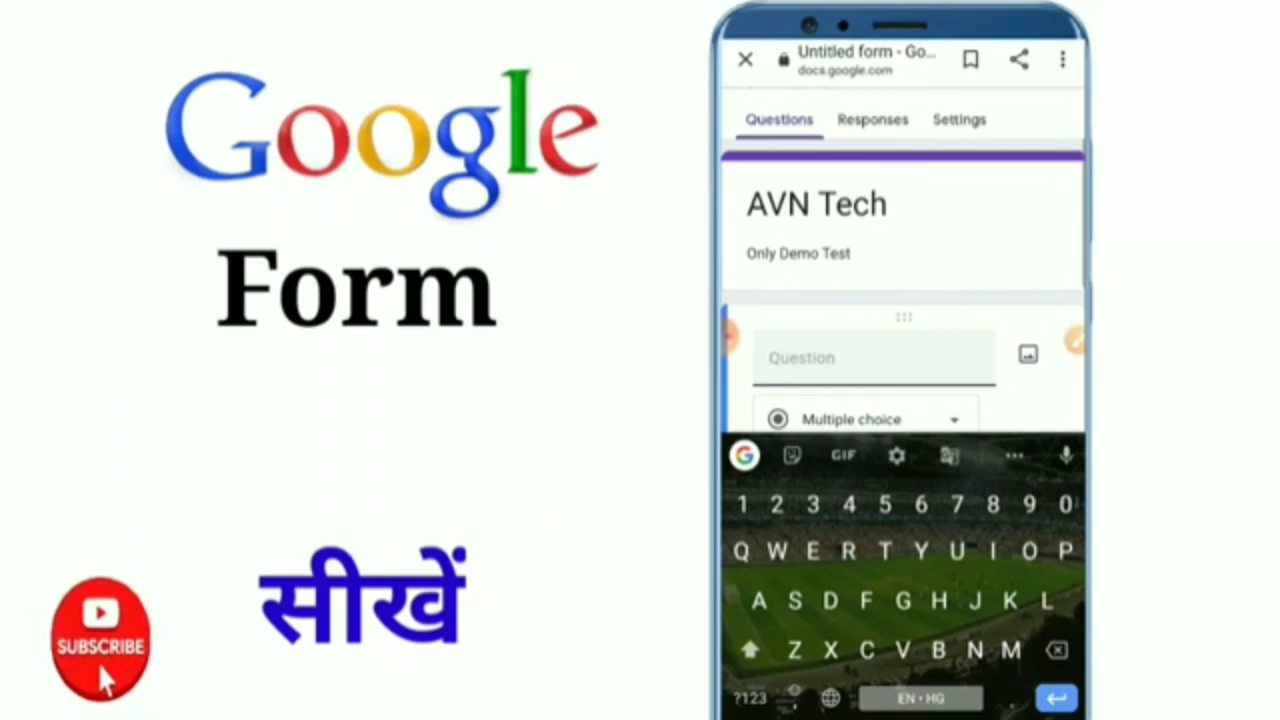 Google
Form
सीखें
SUBSCRIBE
Untitled form - Go...
docs.google.com
Questions Responses Settings
AVN Tech
Only Demo Test
Question
Multiple choice
G GIF
1 2 3 4 5 6 7 8 9 0
Q W E R T Y U I O P
A S D F G H J K L
Z X C V B N M
?123 EN • HG